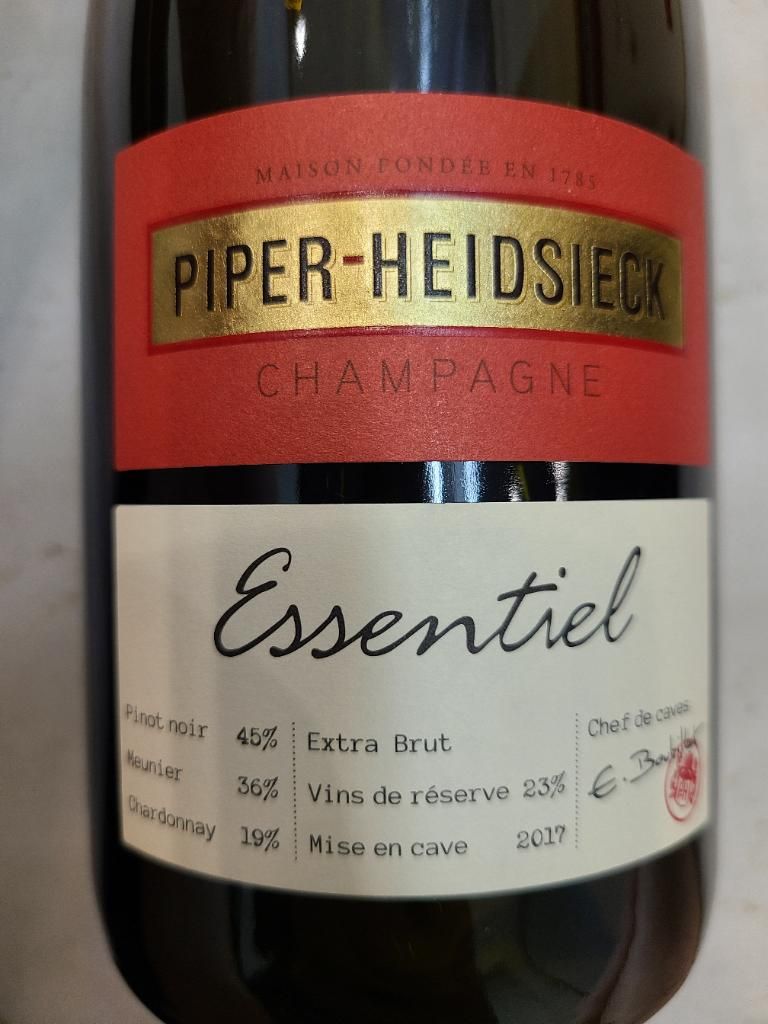 MAISON FONDÉE EN 1785
PIPER-HEIDSIECK
CHAMPAGNE
Essentiel
Pinot noir 45%
Meunier 36%
Chardonnay 19%
Extra Brut
Vins de réserve 23%
Mise en cave 2017
Chef de caves
E.